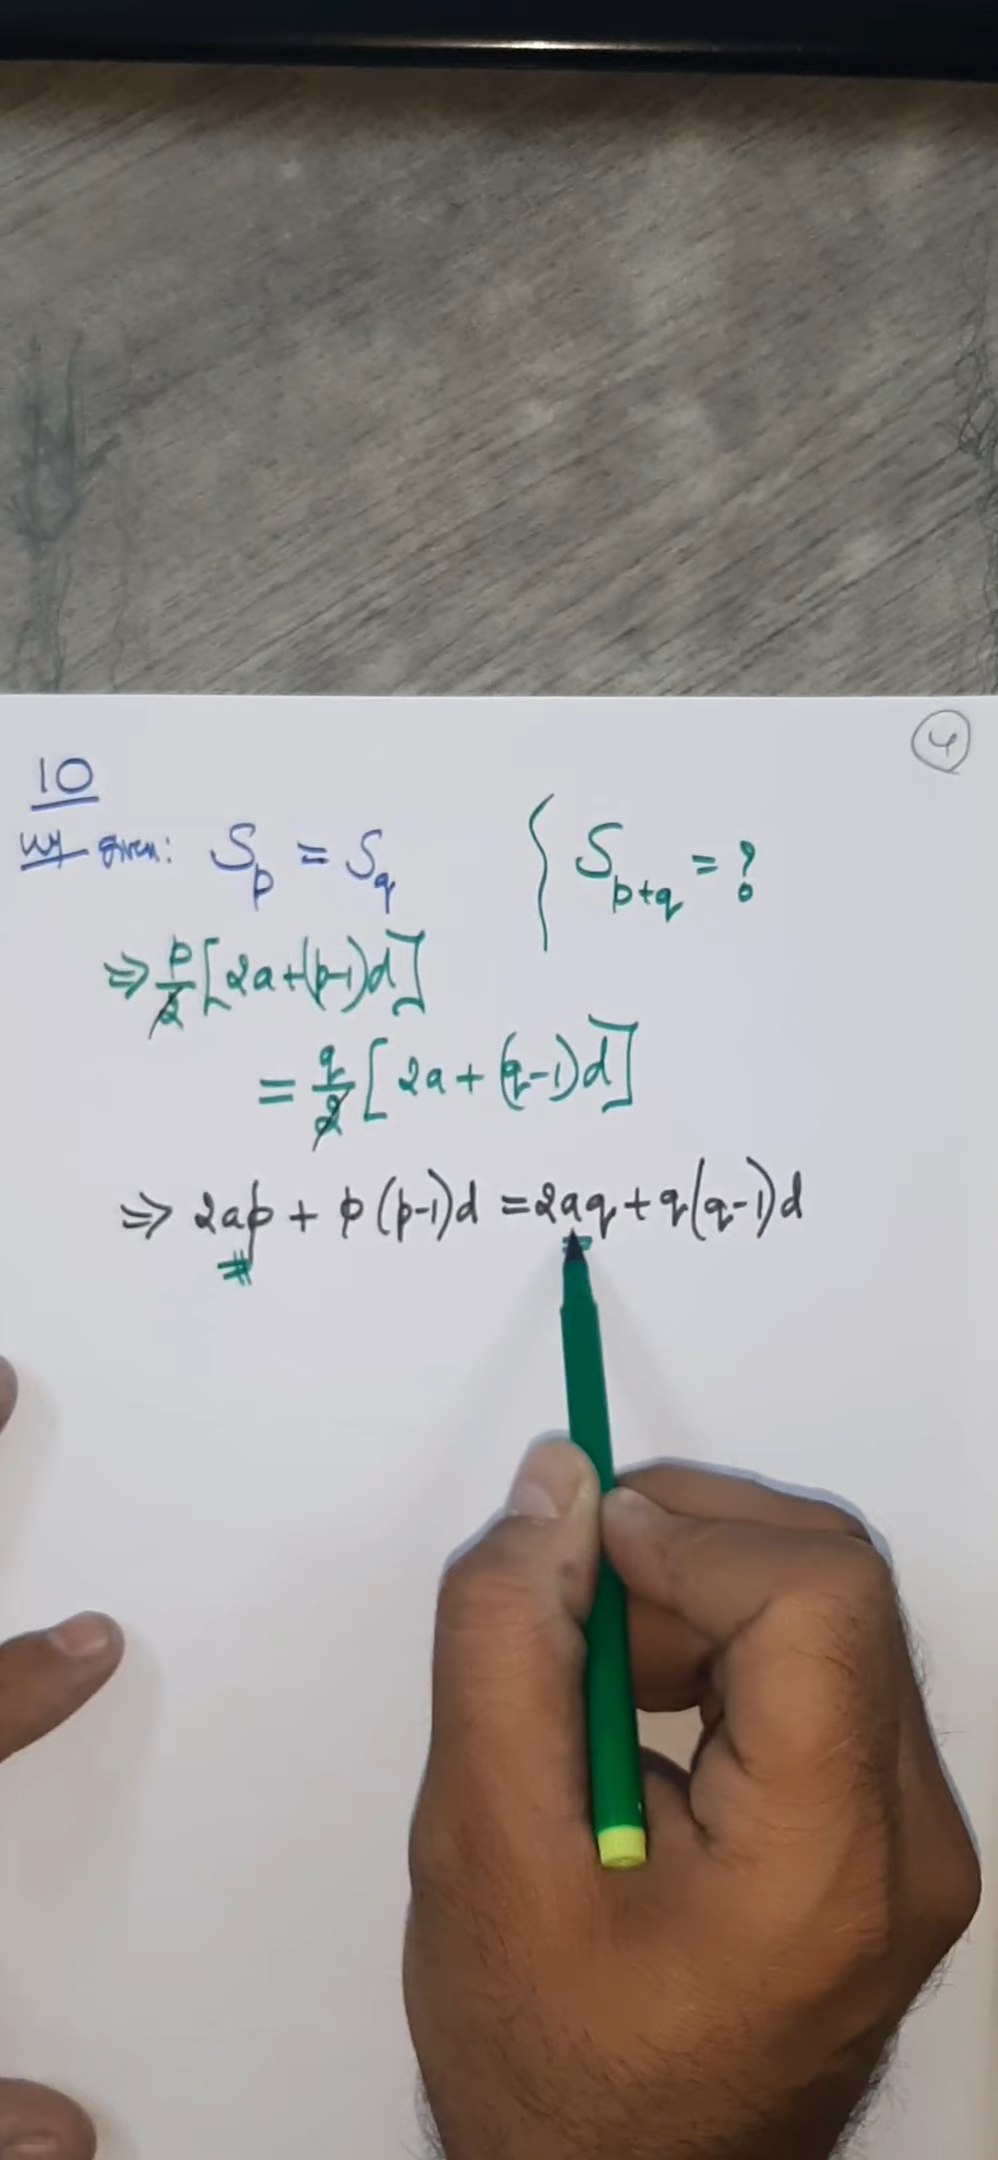 4
10
given: Sp = Sq { Sp+q = ?
⇒ p/2 [2a+(p-1)d]
= q/2 [2a+(q-1)d]
⇒ 2ap + p(p-1)d = 2aq + q(q-1)d